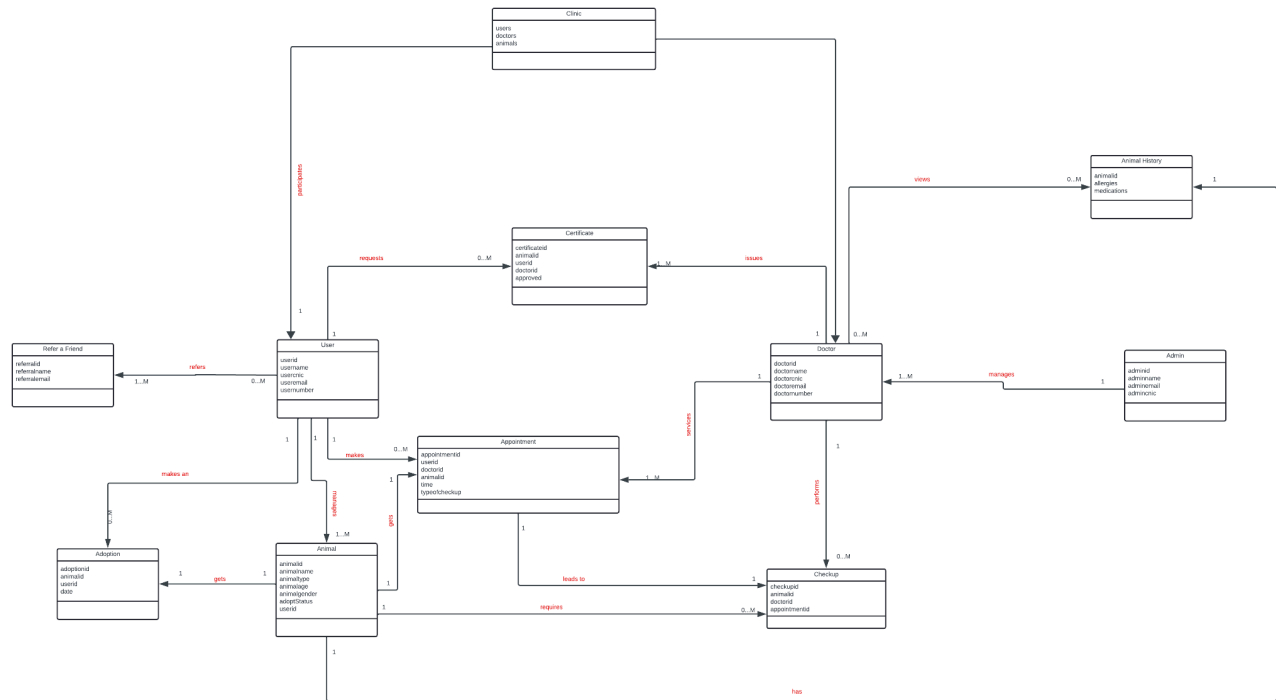 Clinic
users
doctors
animals
participates
Animal History
animalid
allergies
medications
views
0...M
1
Certificate
certificateid
animalid
userid
doctorid
approved
requests
0...M
1...M
issues
1
1
1
0...M
Refer a Friend
referralid
referralname
referralemail
refers
1...M
0...M
User
userid
username
usercnic
useremail
usernumber
Doctor
doctorid
doctorname
doctorcnic
doctoremail
doctornumber
1...M
manages
1
Admin
adminid
adminname
adminemail
admincnic
1
services
1
1
1
makes
0...M
Appointment
appointmentid
userid
doctorid
animalid
time
typeofcheckup
1...M
1
performs
0...M
makes an
0...M
manages
1...M
1
gets
1
1
leads to
1
Adoption
adoptionid
animalid
userid
date
1
gets
1
Animal
animalid
animalname
animaltype
animalage
animalgender
adoptStatus
userid
1
requires
0...M
Checkup
checkupid
animalid
doctorid
appointmentid
1
has